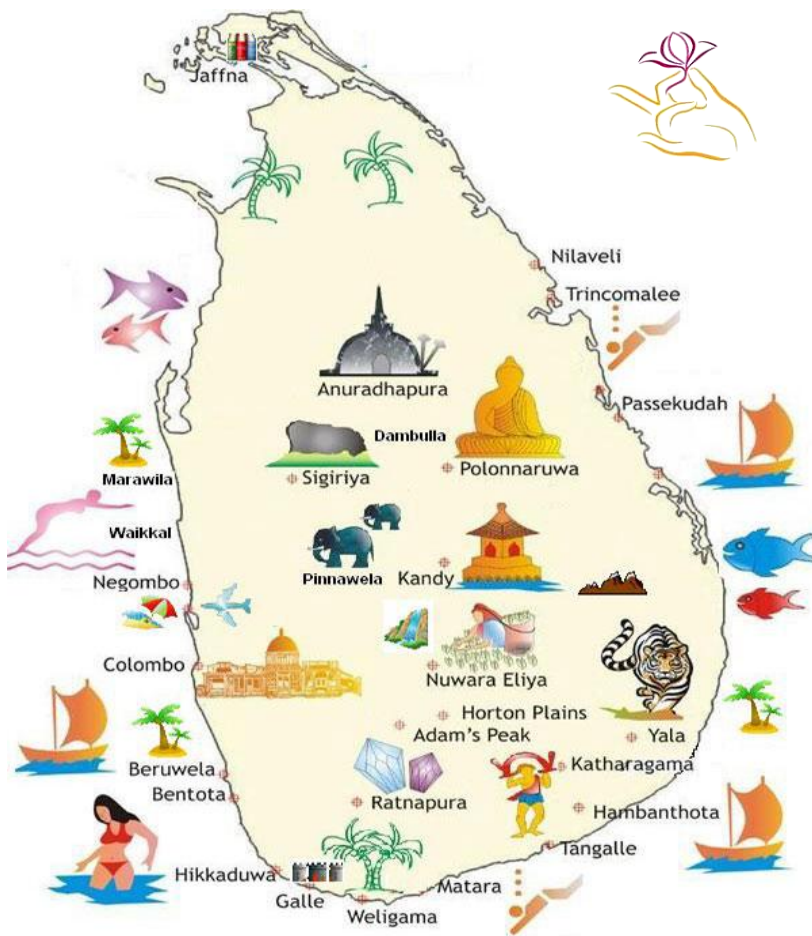 Jaffna
Nilaveli
Trincomalee
Anuradhapura
Passekudah
Dambulla
Marawila
Sigiriya
Polonnaruwa
Waikkal
Negombo
Pinnawela
Kandy
Colombo
Nuwara Eliya
Horton Plains
Adam's Peak
Yala
Beruwela
Katharagama
Bentota
Ratnapura
Hambanthota
Tangalle
Hikkaduwa
Matara
Galle
Weligama